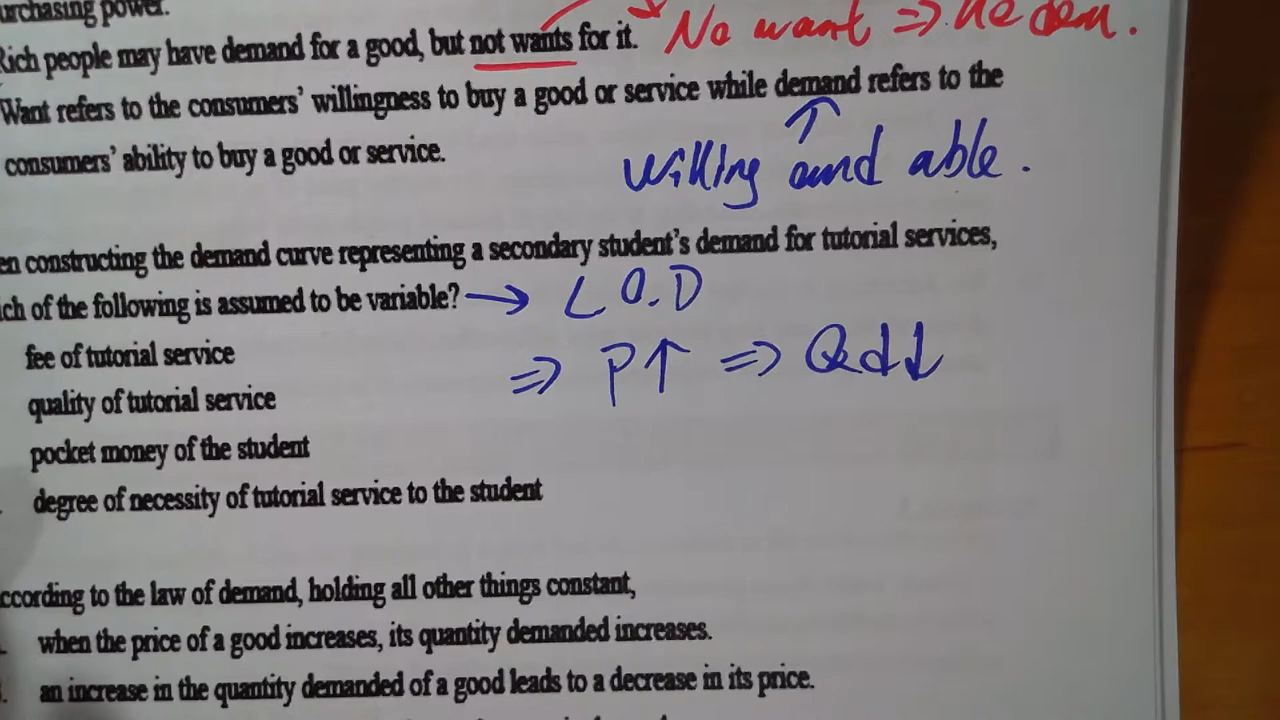 urchasing power.
Rich people may have demand for a good, but not wants for it. No want ⇒ no dem.
Want refers to the consumers' willingness to buy a good or service while demand refers to the
consumers' ability to buy a good or service.
Willing and able.
en constructing the demand curve representing a secondary student's demand for tutorial services,
ich of the following is assumed to be variable? → L O.D
fee of tutorial service
⇒ P↑ ⇒ Qd↓
quality of tutorial service
pocket money of the student
degree of necessity of tutorial service to the student
ccording to the law of demand, holding all other things constant,
when the price of a good increases, its quantity demanded increases.
an increase in the quantity demanded of a good leads to a decrease in its price.